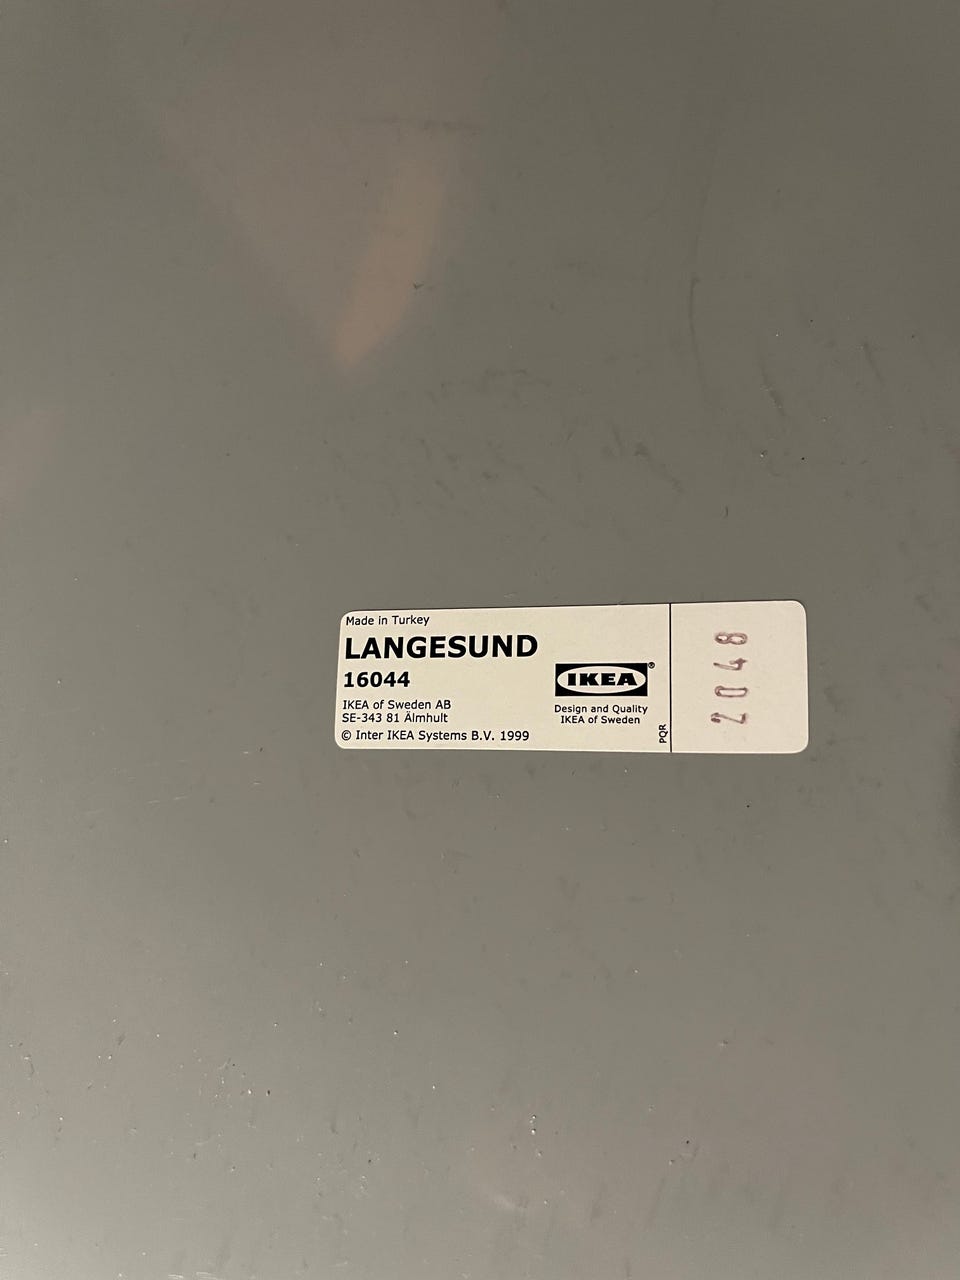 Made in Turkey
LANGESUND
16044
IKEA of Sweden AB
SE-343 81 Älmhult
© Inter IKEA Systems B.V. 1999
IKEA®
Design and Quality
IKEA of Sweden
PQR
2048